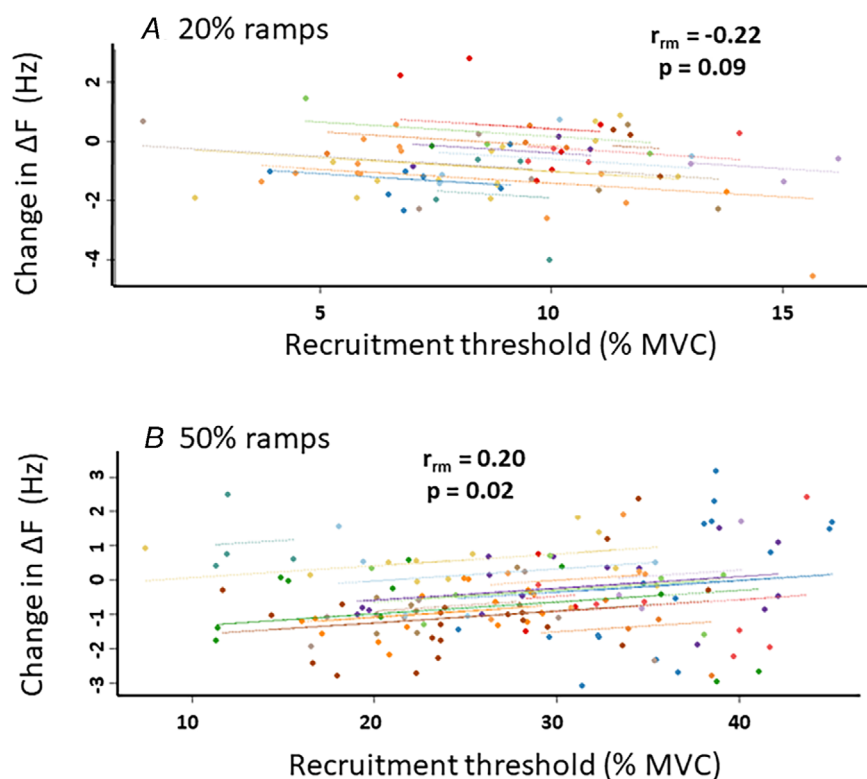 A 20% ramps
r_rm = -0.22
p = 0.09
Change in ΔF (Hz)
2
0
-2
-4
5 10 15
Recruitment threshold (% MVC)
B 50% ramps
r_rm = 0.20
p = 0.02
Change in ΔF (Hz)
3
2
1
0
-1
-2
-3
10 20 30 40
Recruitment threshold (% MVC)